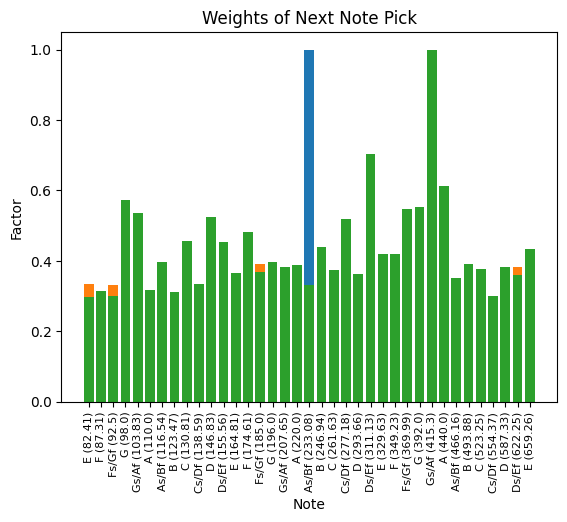 Weights of Next Note Pick
Factor
1.0
0.8
0.6
0.4
0.2
0.0
E (82.41)
F (87.31)
Fs/Gf (92.5)
G (98.0)
Gs/Af (103.83)
A (110.0)
As/Bf (116.54)
B (123.47)
C (130.81)
Cs/Df (138.59)
D (146.83)
Ds/Ef (155.56)
E (164.81)
F (174.61)
Fs/Gf (185.0)
G (196.0)
Gs/Af (207.65)
A (220.0)
As/Bf (233.08)
B (246.94)
C (261.63)
Cs/Df (277.18)
D (293.66)
Ds/Ef (311.13)
E (329.63)
F (349.23)
Fs/Gf (369.99)
G (392.0)
Gs/Af (415.3)
A (440.0)
As/Bf (466.16)
B (493.88)
C (523.25)
Cs/Df (554.37)
D (587.33)
Ds/Ef (622.25)
E (659.26)
Note